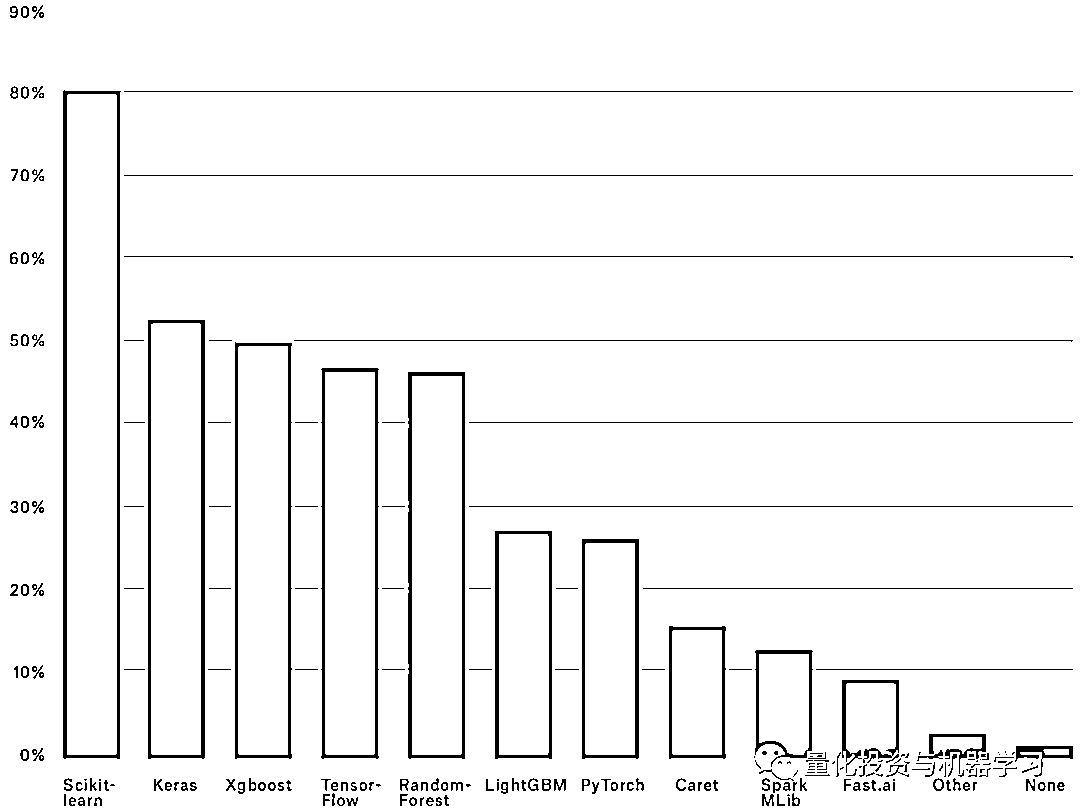 90%
80%
70%
60%
50%
40%
30%
20%
10%
0%
Scikit-
learn
Keras
Xgboost
Tensor-
Flow
Random-
Forest
LightGBM
PyTorch
Caret
Spark
MLib
Fast.ai
Other
None
量化投资与机器学习